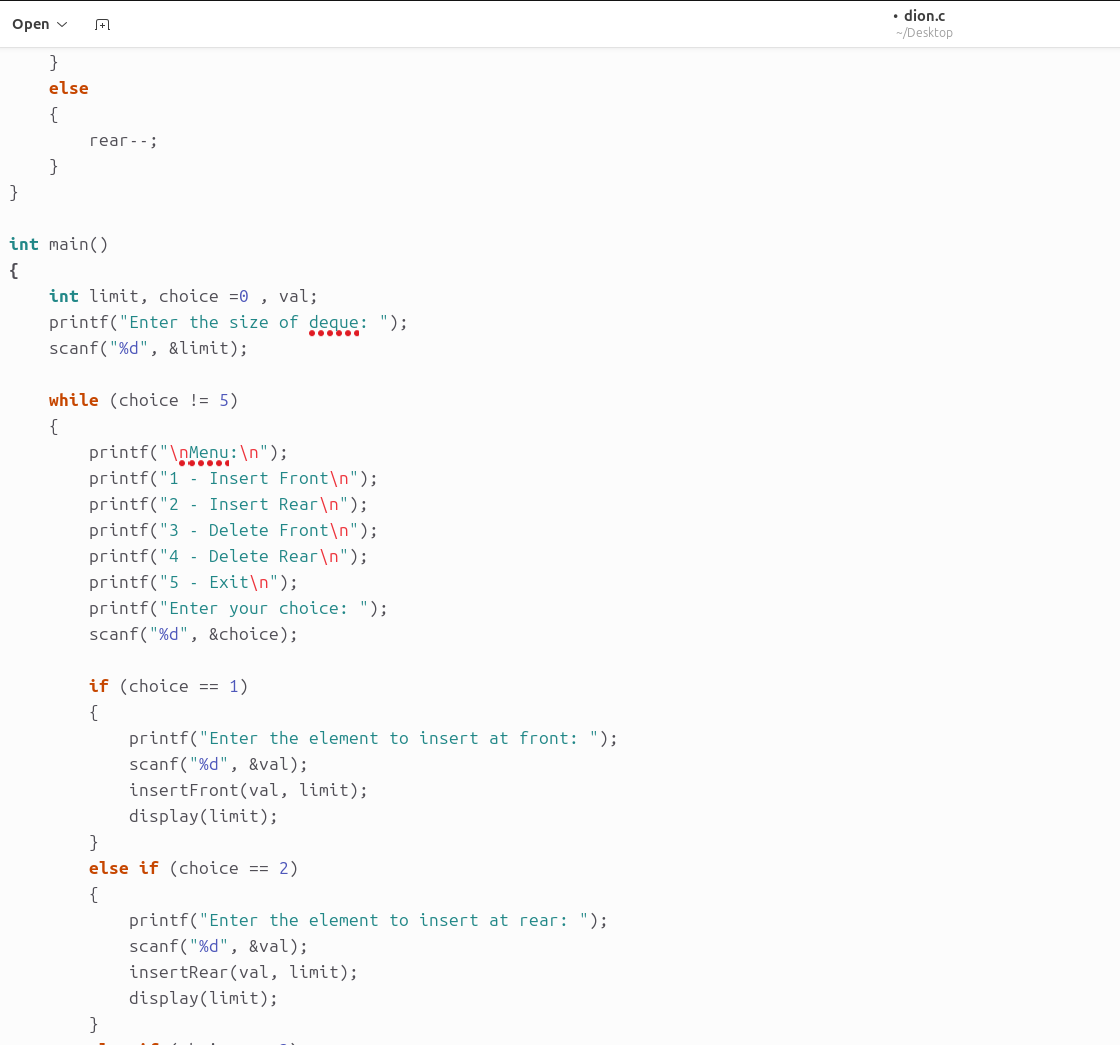 Open
• dion.c
~/Desktop
    }
    else
    {
        rear--;
    }
}

int main()
{
    int limit, choice =0 , val;
    printf("Enter the size of deque: ");
    scanf("%d", &limit);

    while (choice != 5)
    {
        printf("\nMenu:\n");
        printf("1 - Insert Front\n");
        printf("2 - Insert Rear\n");
        printf("3 - Delete Front\n");
        printf("4 - Delete Rear\n");
        printf("5 - Exit\n");
        printf("Enter your choice: ");
        scanf("%d", &choice);

        if (choice == 1)
        {
            printf("Enter the element to insert at front: ");
            scanf("%d", &val);
            insertFront(val, limit);
            display(limit);
        }
        else if (choice == 2)
        {
            printf("Enter the element to insert at rear: ");
            scanf("%d", &val);
            insertRear(val, limit);
            display(limit);
        }